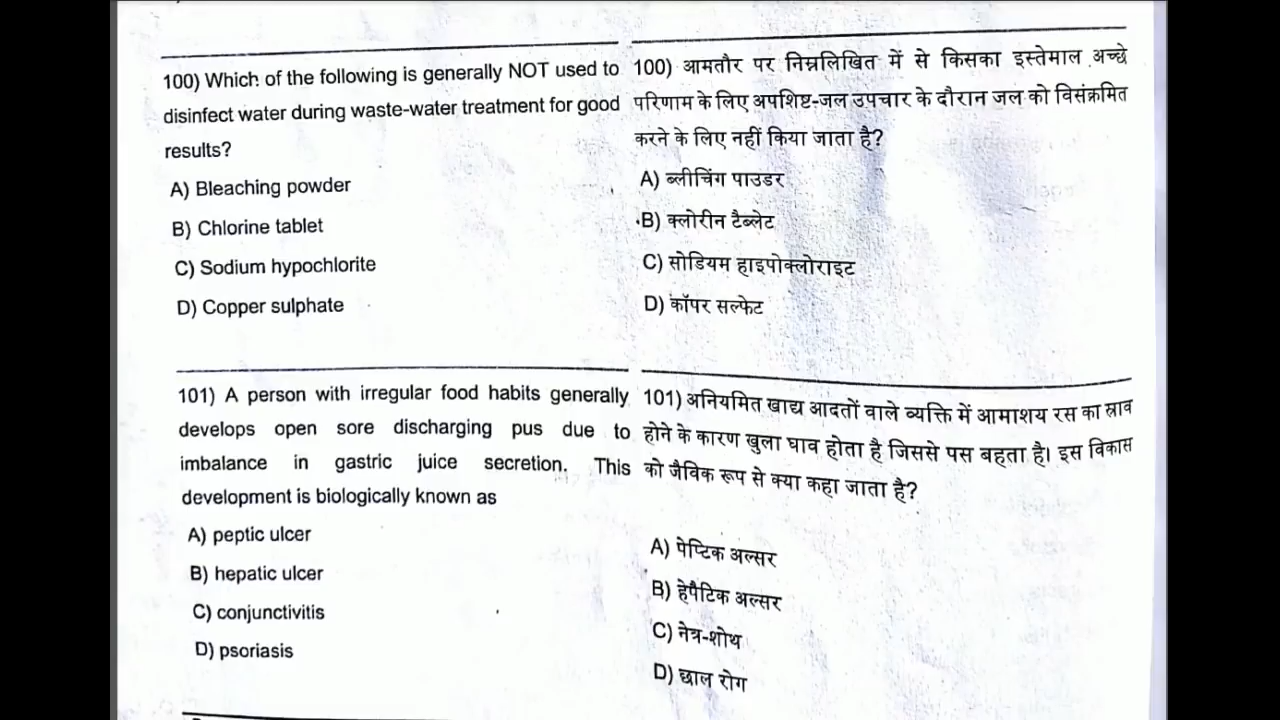 100) Which of the following is generally NOT used to
disinfect water during waste-water treatment for good
results?
A) Bleaching powder
B) Chlorine tablet
C) Sodium hypochlorite
D) Copper sulphate
100) आमतौर पर निम्नलिखित में से किसका इस्तेमाल अच्छे
परिणाम के लिए अपशिष्ट-जल उपचार के दौरान जल को विसंक्रमित
करने के लिए नहीं किया जाता है?
A) ब्लीचिंग पाउडर
B) क्लोरीन टैब्लेट
C) सोडियम हाइपोक्लोराइट
D) कॉपर सल्फेट
101) A person with irregular food habits generally
develops open sore discharging pus due to
imbalance in gastric juice secretion. This
development is biologically known as
A) peptic ulcer
B) hepatic ulcer
C) conjunctivitis
D) psoriasis
101) अनियमित खाद्य आदतों वाले व्यक्ति में आमाशय रस का स्राव
होने के कारण खुला घाव होता है जिससे पस बहता है। इस विकास
को जैविक रूप से क्या कहा जाता है?
A) पेप्टिक अल्सर
B) हेपैटिक अल्सर
C) नेत्र-शोथ
D) छाल रोग